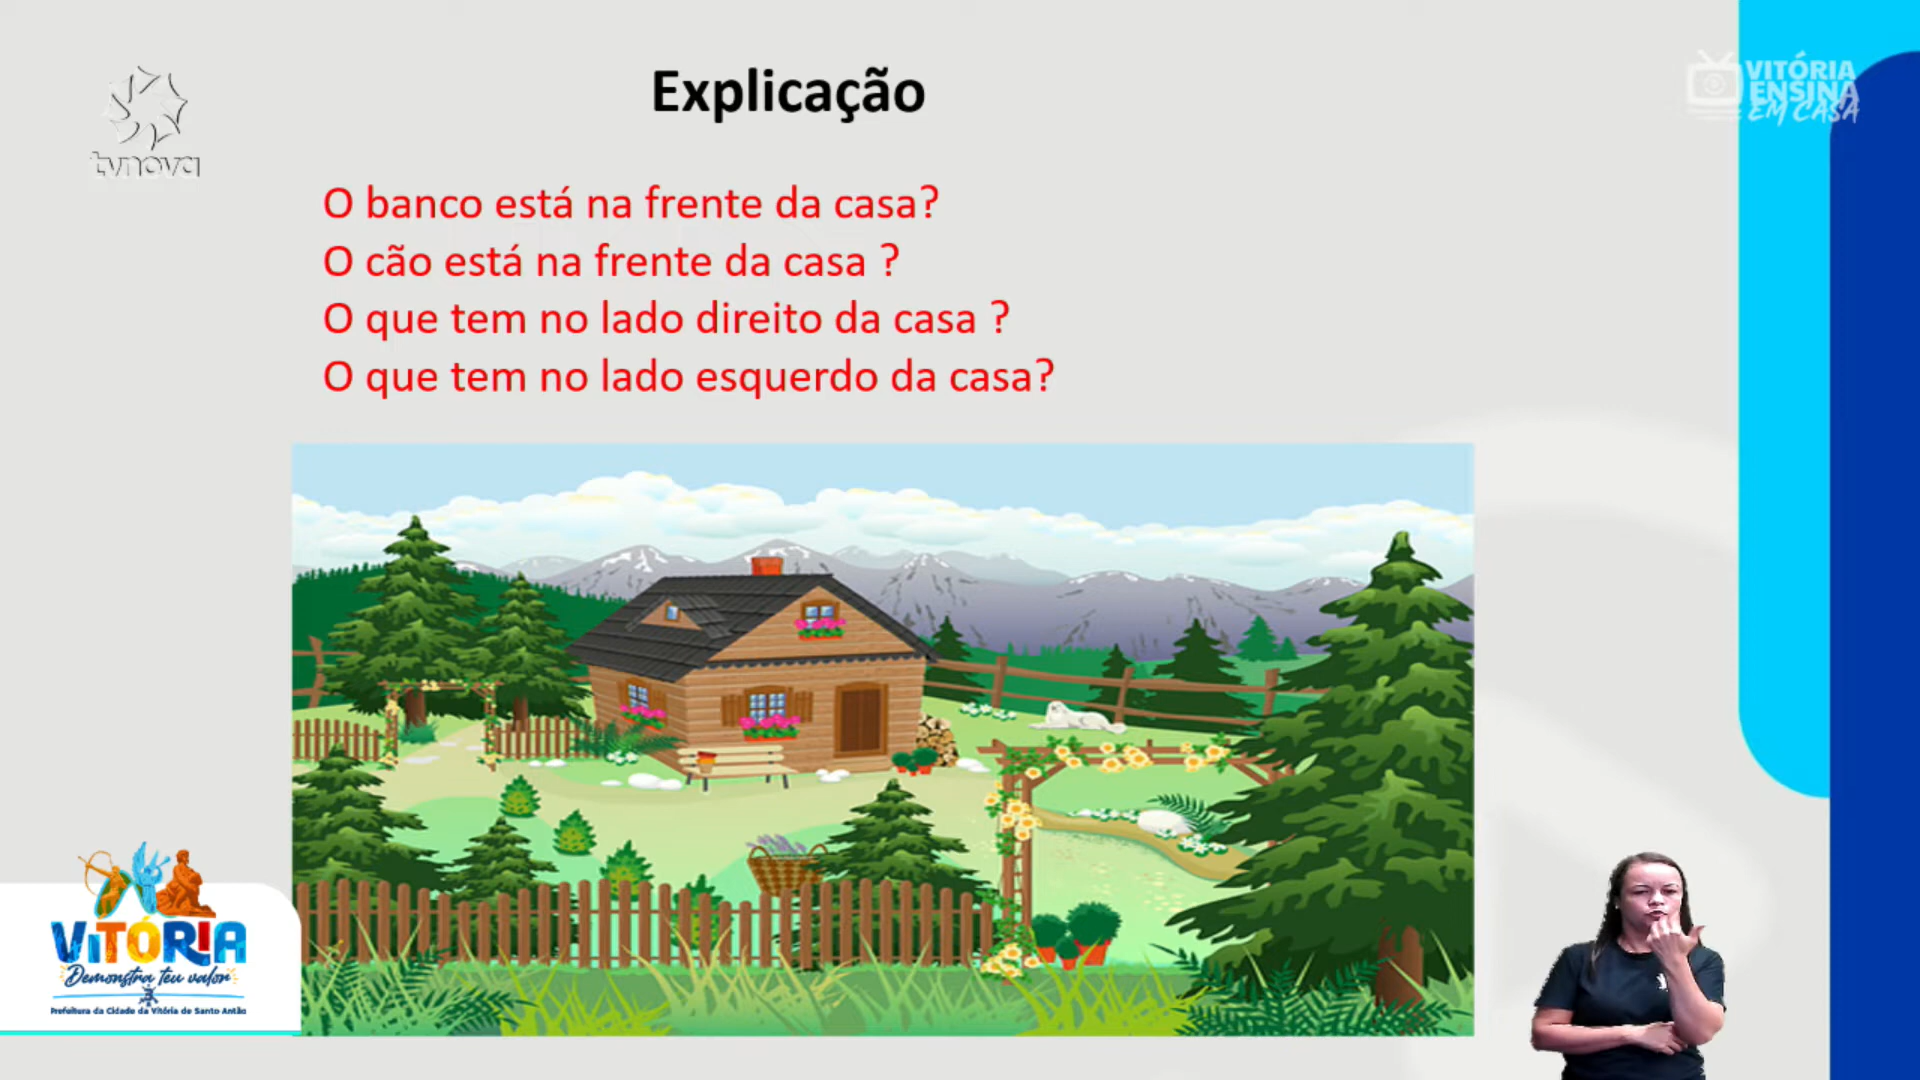 Explicação
tvnova
VITÓRIA
ENSINA
EM CASA
O banco está na frente da casa?
O cão está na frente da casa ?
O que tem no lado direito da casa ?
O que tem no lado esquerdo da casa?
VITÓRIA
Demonstra teu valor
Prefeitura da Cidade da Vitória de Santo Antão